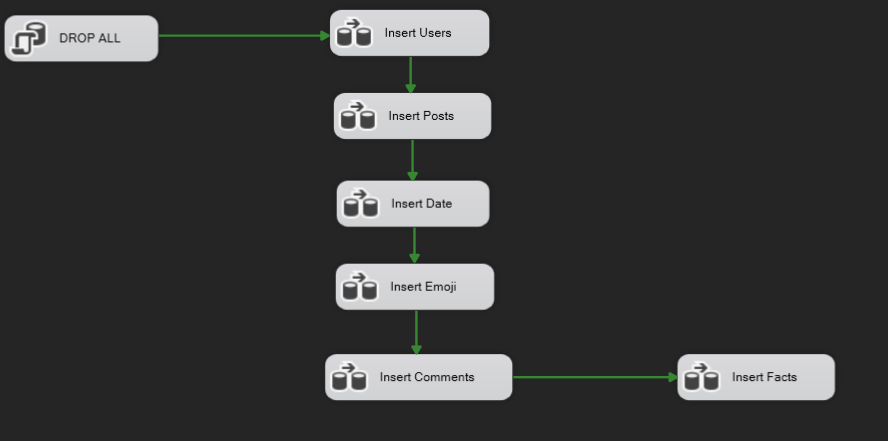 DROP ALL
Insert Users
Insert Posts
Insert Date
Insert Emoji
Insert Comments
Insert Facts